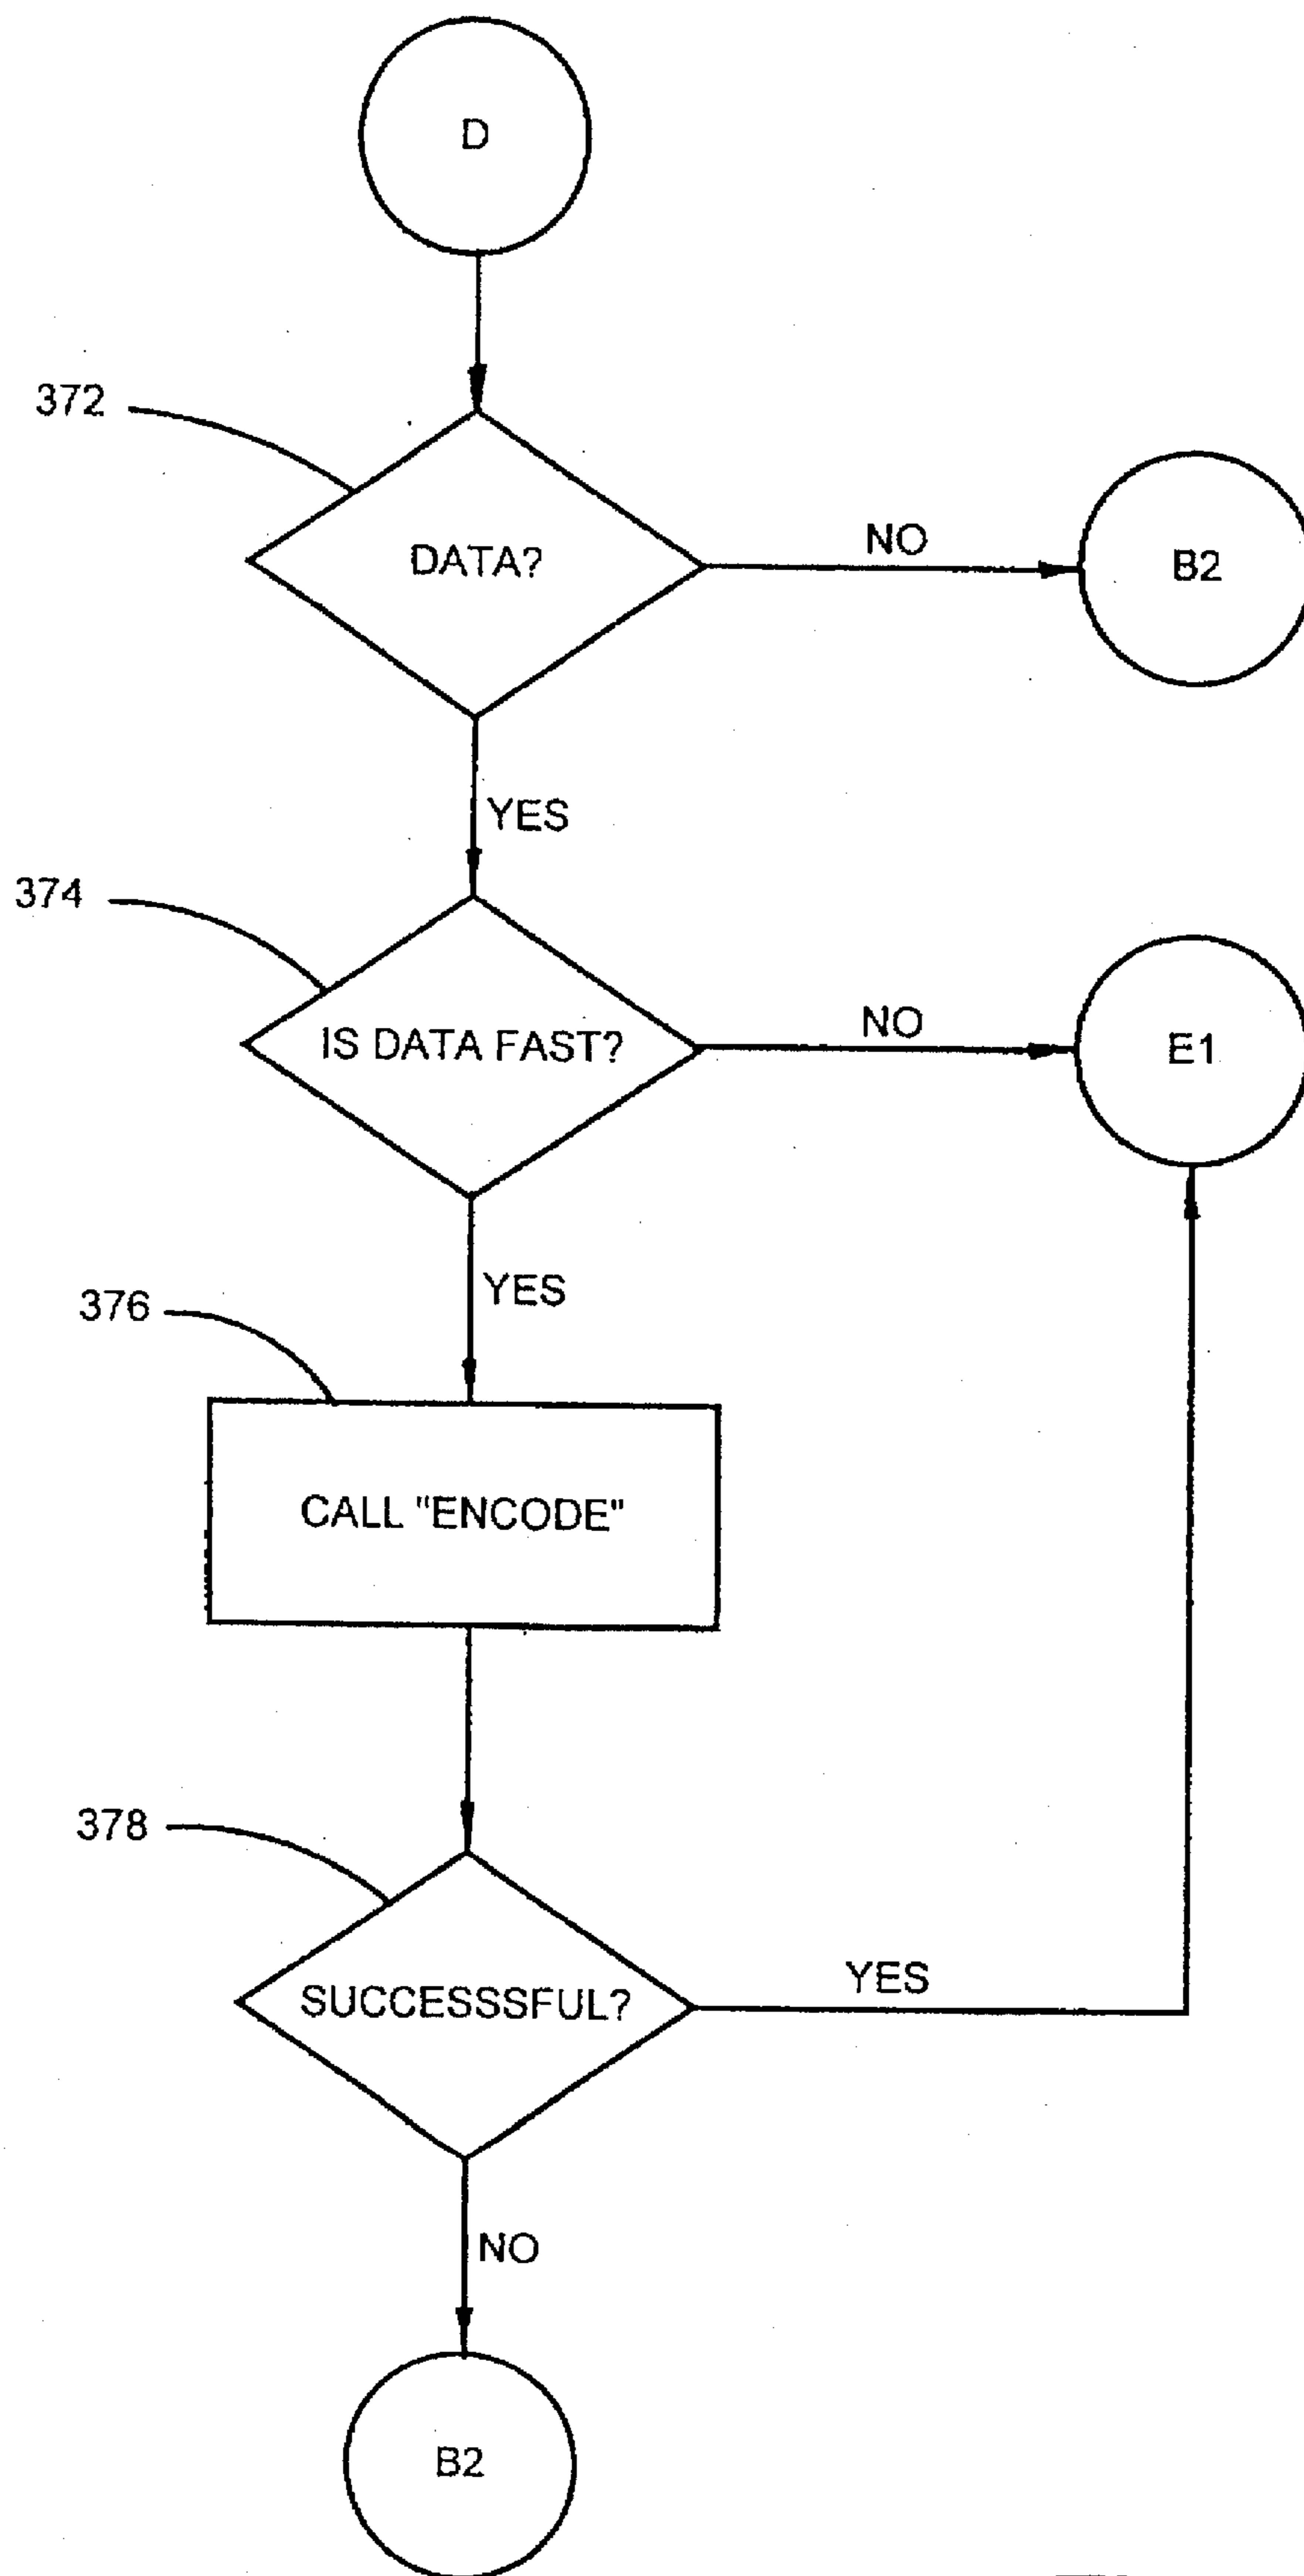 D
372
DATA?
NO
B2
YES
374
IS DATA FAST?
NO
E1
YES
376
CALL "ENCODE"
378
SUCCESSSFUL?
YES
NO
B2